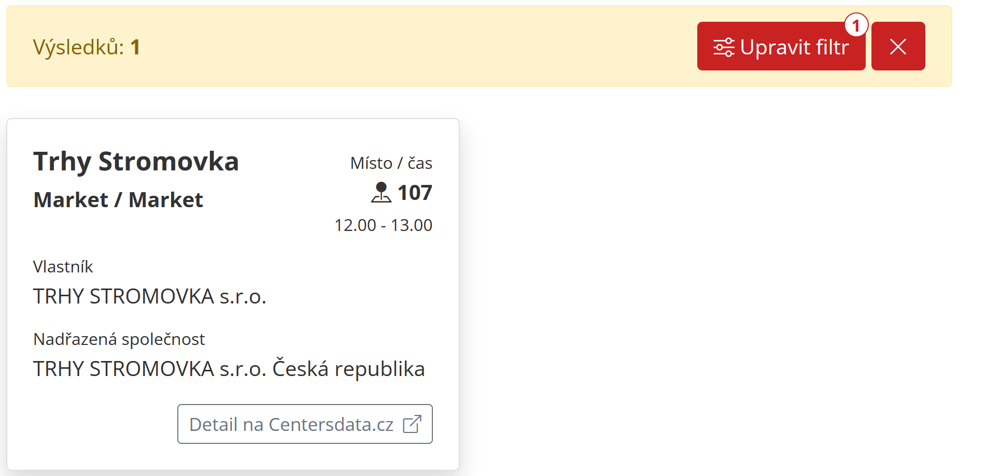 Výsledků: 1
Upravit filtr
1
Trhy Stromovka
Market / Market
Místo / čas
107
12.00 - 13.00
Vlastník
TRHY STROMOVKA s.r.o.
Nadřazená společnost
TRHY STROMOVKA s.r.o. Česká republika
Detail na Centersdata.cz